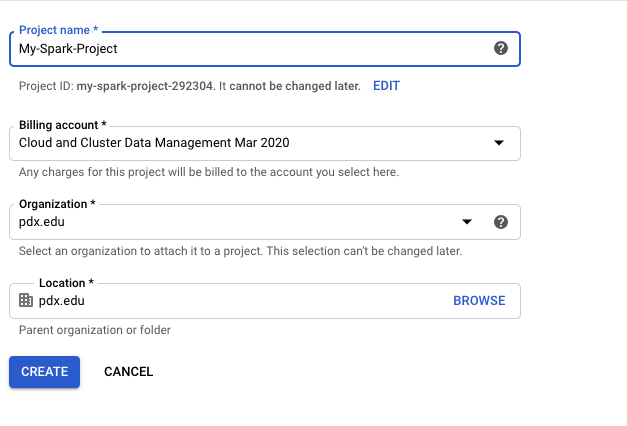 Project name *
My-Spark-Project
Project ID: my-spark-project-292304. It cannot be changed later. EDIT
Billing account *
Cloud and Cluster Data Management Mar 2020
Any charges for this project will be billed to the account you select here.
Organization *
pdx.edu
Select an organization to attach it to a project. This selection can't be changed later.
Location *
pdx.edu BROWSE
Parent organization or folder
CREATE CANCEL